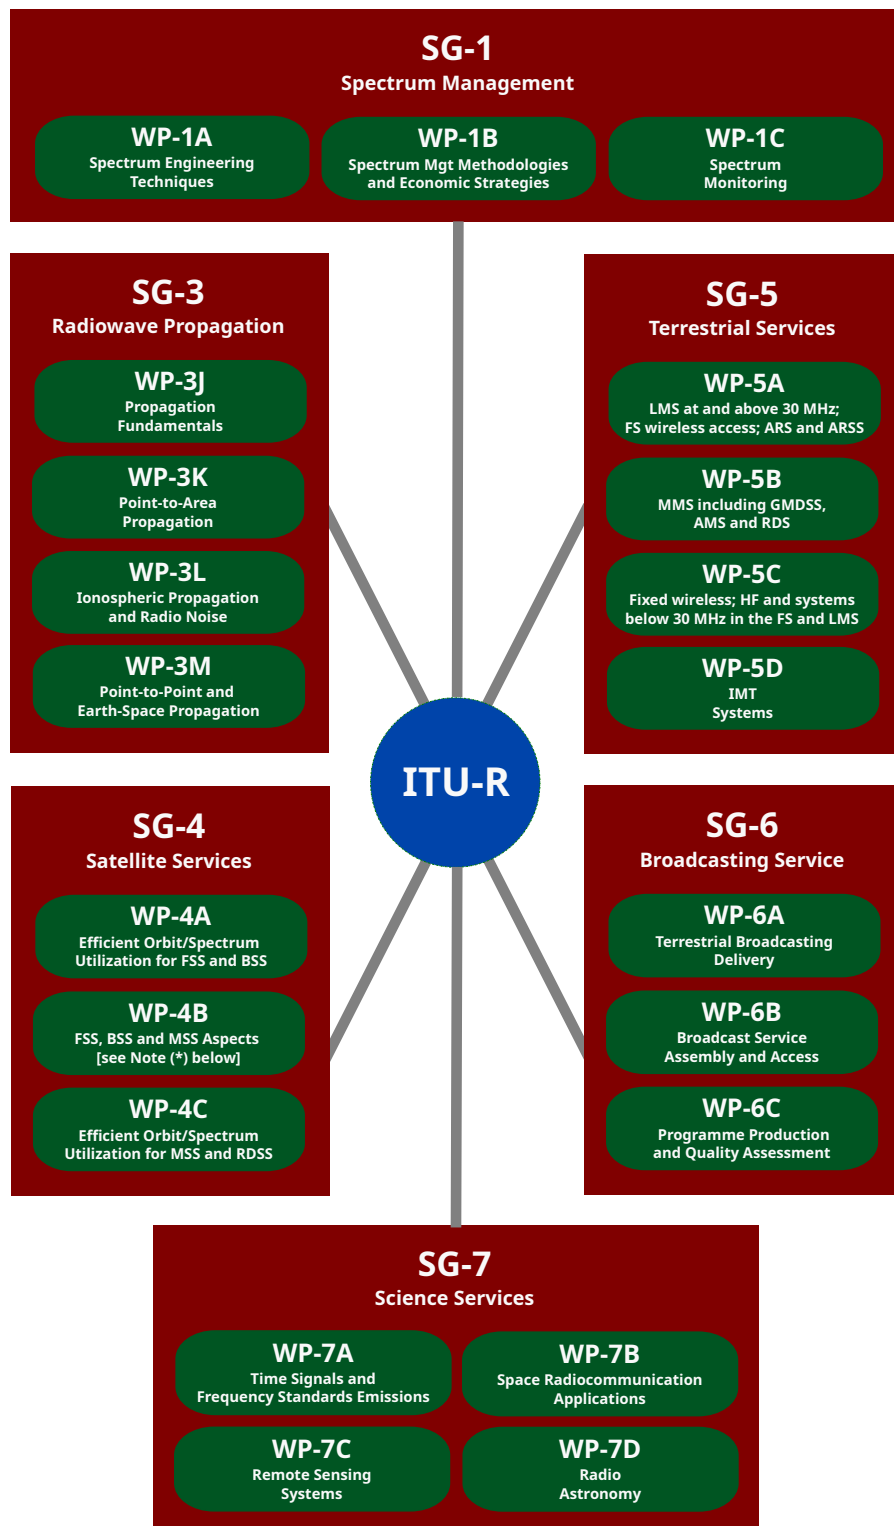 SG-1
Spectrum Management
WP-1A
Spectrum Engineering
Techniques
WP-1B
Spectrum Mgt Methodologies
and Economic Strategies
WP-1C
Spectrum
Monitoring
SG-3
Radiowave Propagation
WP-3J
Propagation
Fundamentals
WP-3K
Point-to-Area
Propagation
WP-3L
Ionospheric Propagation
and Radio Noise
WP-3M
Point-to-Point and
Earth-Space Propagation
SG-5
Terrestrial Services
WP-5A
LMS at and above 30 MHz;
FS wireless access; ARS and ARSS
WP-5B
MMS including GMDSS,
AMS and RDS
WP-5C
Fixed wireless; HF and systems
below 30 MHz in the FS and LMS
WP-5D
IMT
Systems
ITU-R
SG-4
Satellite Services
WP-4A
Efficient Orbit/Spectrum
Utilization for FSS and BSS
WP-4B
FSS, BSS and MSS Aspects
[see Note (*) below]
WP-4C
Efficient Orbit/Spectrum
Utilization for MSS and RDSS
SG-6
Broadcasting Service
WP-6A
Terrestrial Broadcasting
Delivery
WP-6B
Broadcast Service
Assembly and Access
WP-6C
Programme Production
and Quality Assessment
SG-7
Science Services
WP-7A
Time Signals and
Frequency Standards Emissions
WP-7B
Space Radiocommunication
Applications
WP-7C
Remote Sensing
Systems
WP-7D
Radio
Astronomy